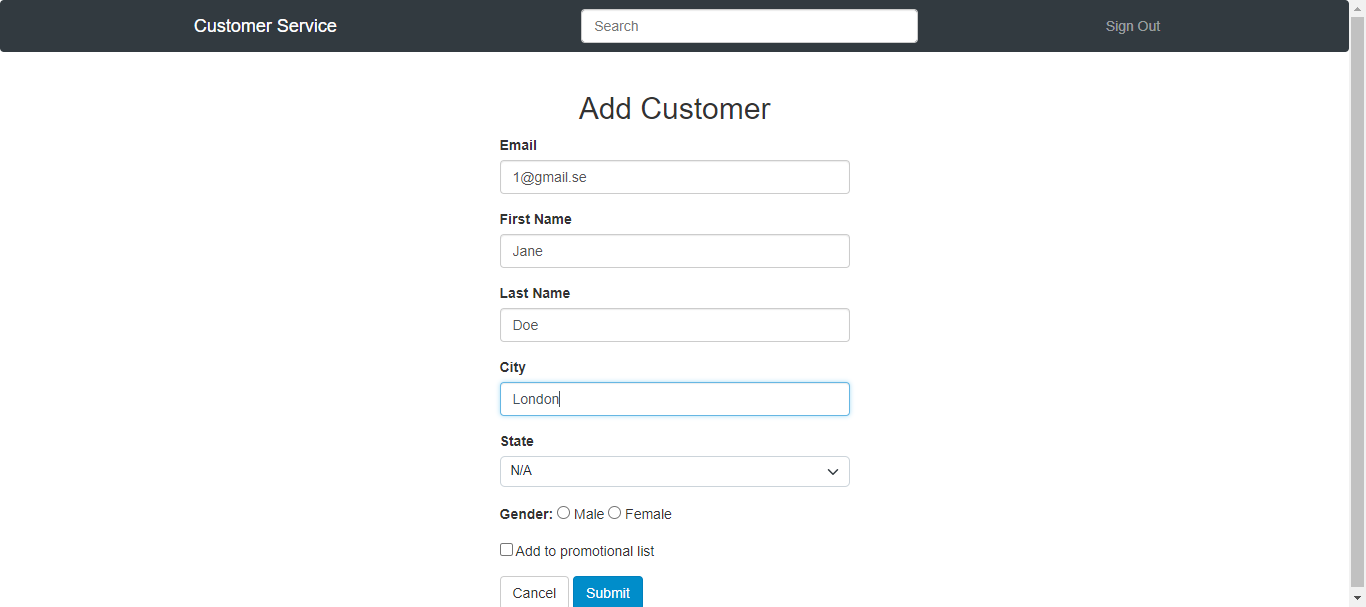 Customer Service Search Sign Out
Add Customer
Email
1@gmail.se
First Name
Jane
Last Name
Doe
City
London
State
N/A
Gender: Male Female
Add to promotional list
Cancel Submit